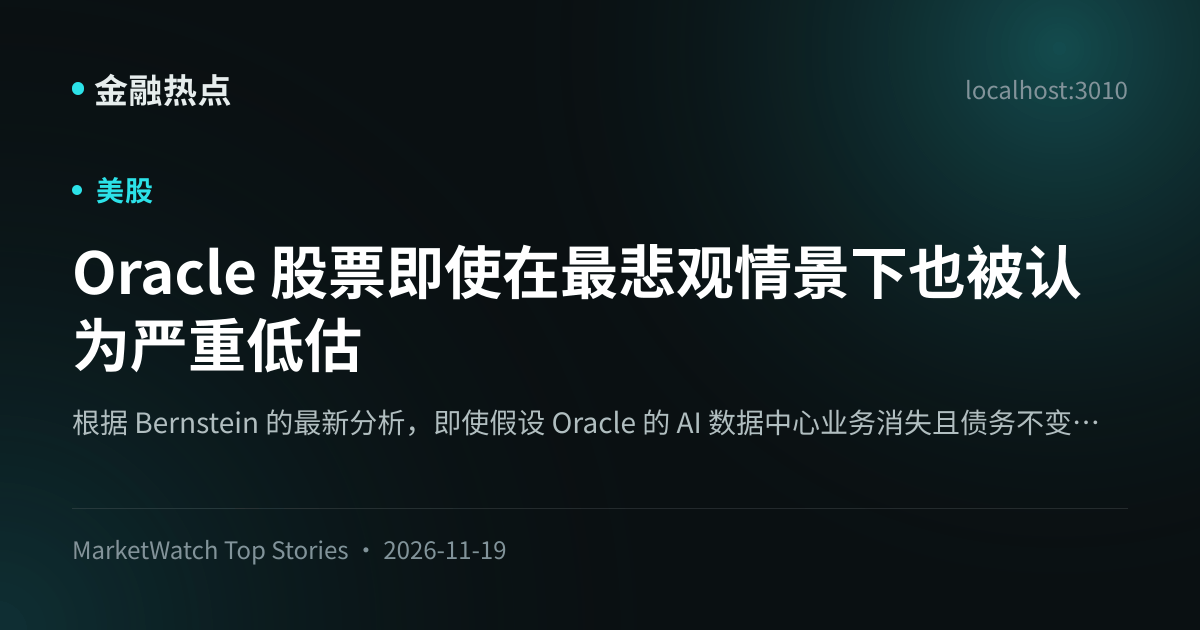 金融热点
localhost:3010
美股
Oracle 股票即使在最悲观情景下也被认
为严重低估
根据 Bernstein 的最新分析，即使假设 Oracle 的 AI 数据中心业务消失且债务不变…
MarketWatch Top Stories · 2026-11-19